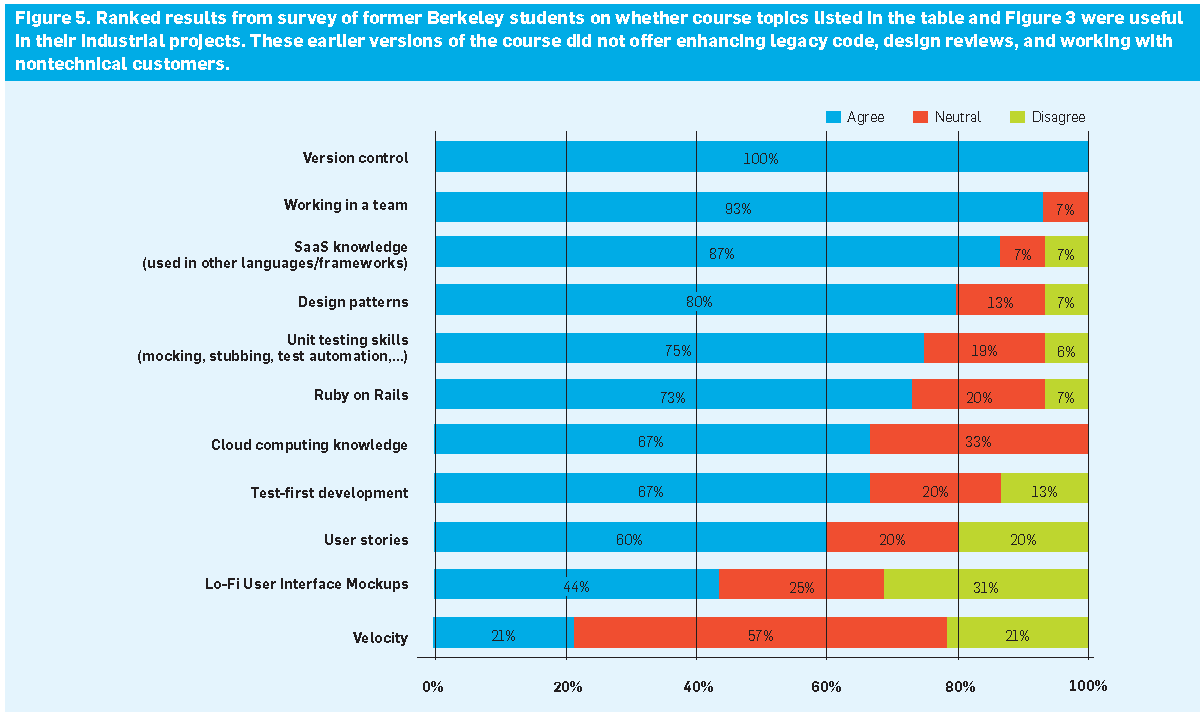 Figure 5. Ranked results from survey of former Berkeley students on whether course topics listed in the table and Figure 3 were useful
in their industrial projects. These earlier versions of the course did not offer enhancing legacy code, design reviews, and working with
nontechnical customers.
Agree Neutral Disagree
Version control 100%
Working in a team 93% 7%
SaaS knowledge
(used in other languages/frameworks) 87% 7% 7%
Design patterns 80% 13% 7%
Unit testing skills
(mocking, stubbing, test automation,...) 75% 19% 6%
Ruby on Rails 73% 20% 7%
Cloud computing knowledge 67% 33%
Test-first development 67% 20% 13%
User stories 60% 20% 20%
Lo-Fi User Interface Mockups 44% 25% 31%
Velocity 21% 57% 21%
0% 20% 40% 60% 80% 100%